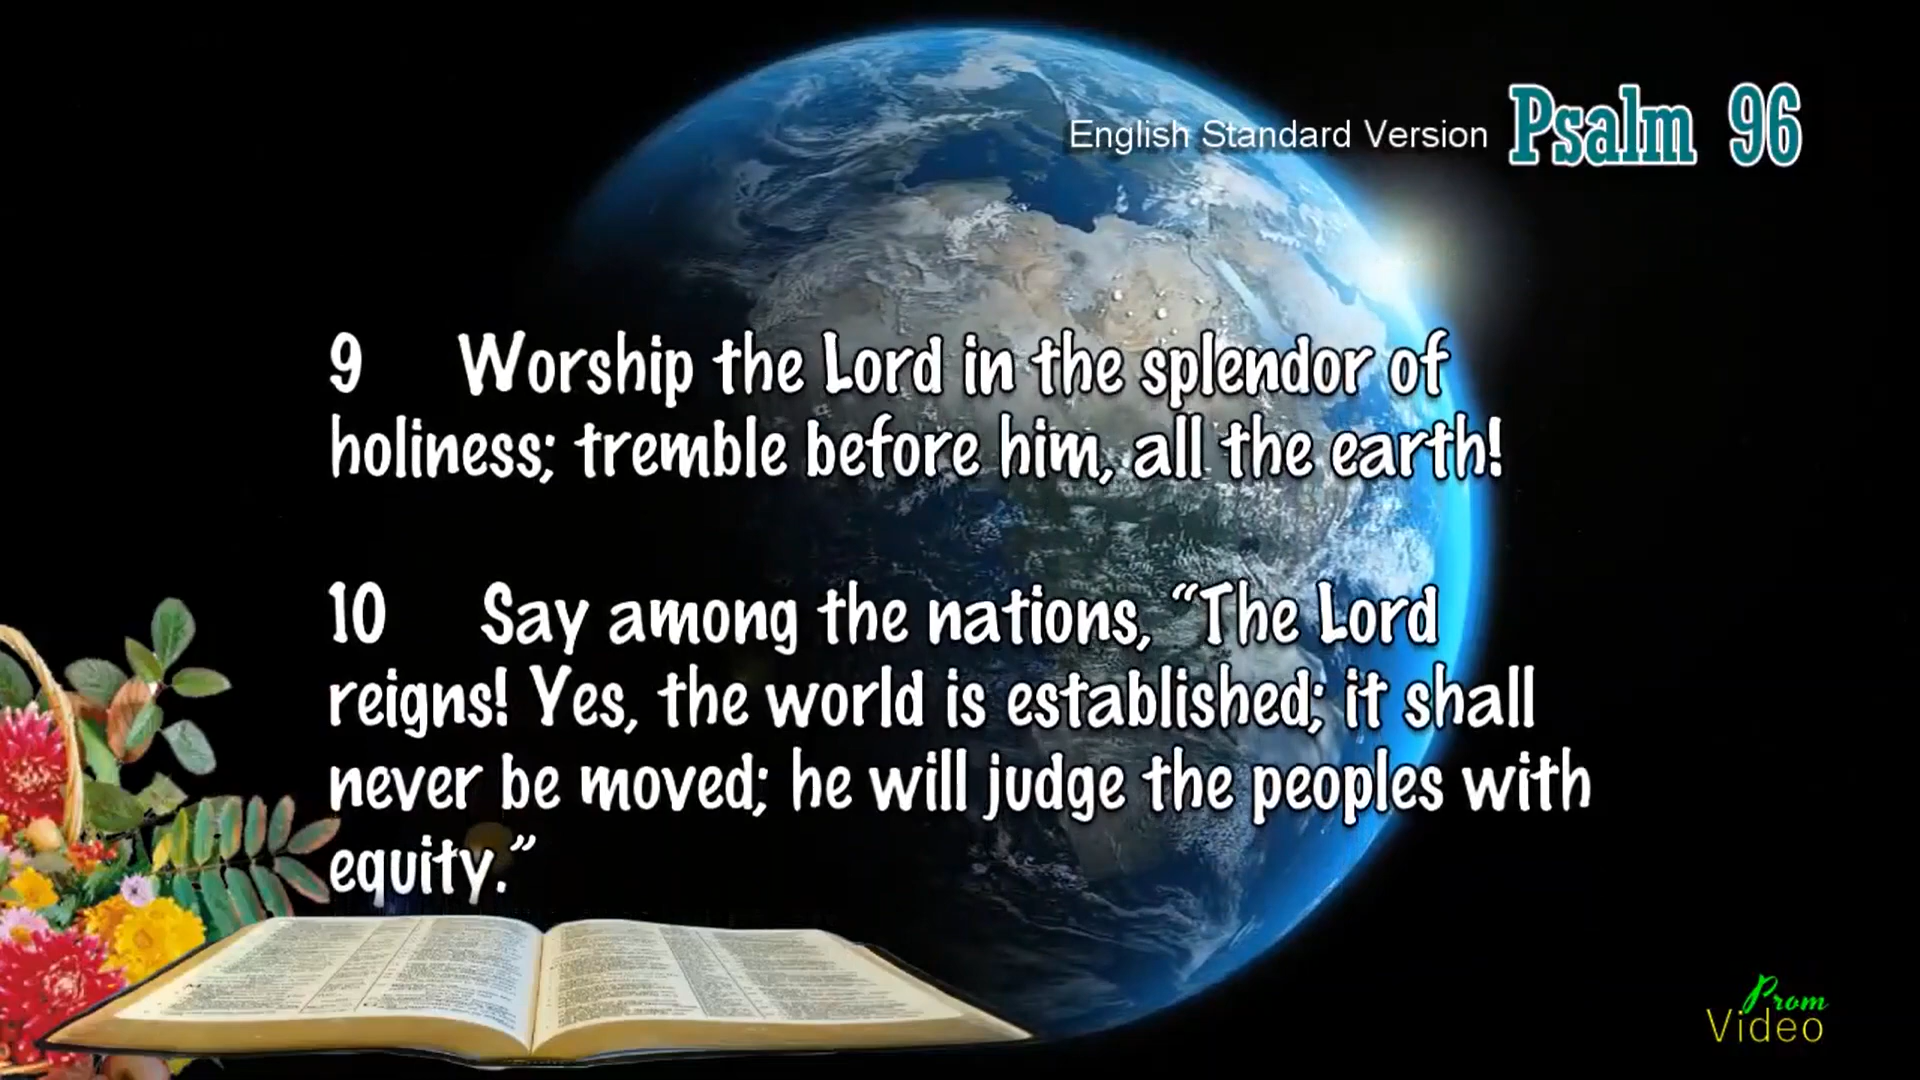 English Standard Version Psalm 96
9 Worship the Lord in the splendor of
holiness; tremble before him, all the earth!
10 Say among the nations, “The Lord
reigns! Yes, the world is established; it shall
never be moved; he will judge the peoples with
equity.”
Prom
Video